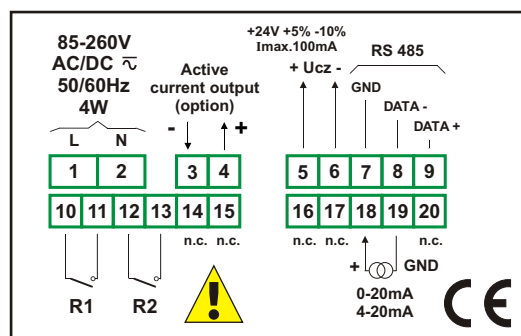 85-260V
AC/DC
50/60Hz
4W
L N
Active
current output
(option)
- +
+24V +5% -10%
Imax.100mA
+ Ucz -
RS 485
GND
DATA -
DATA +
1 2 3 4 5 6 7 8 9
10 11 12 13 14 15 16 17 18 19 20
n.c. n.c. n.c. n.c. n.c.
R1 R2
!
+ GND
0-20mA
4-20mA
CE